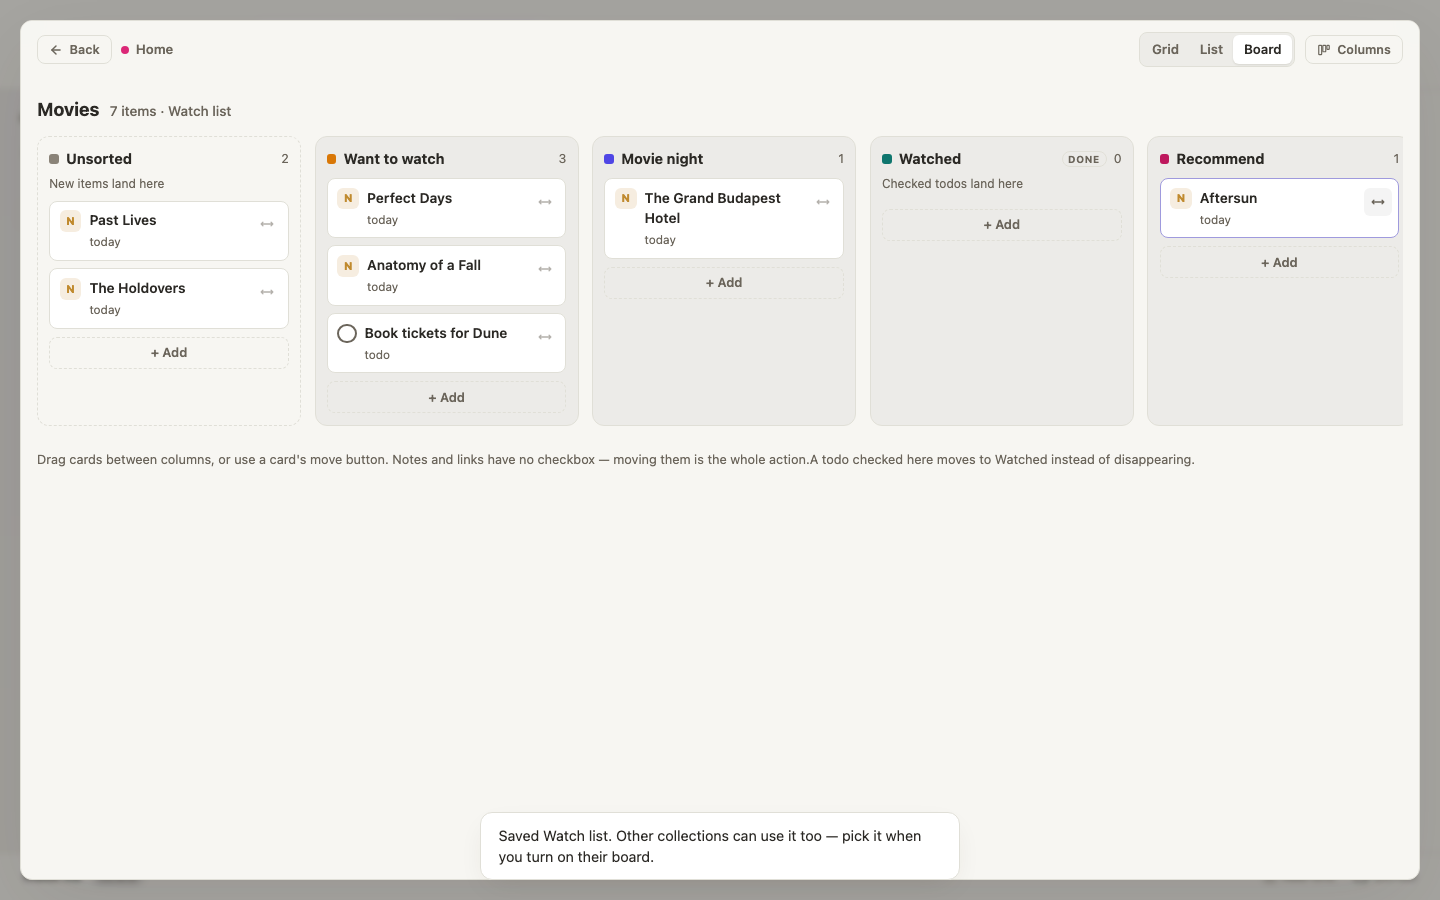 Back
Home
Grid
List
Board
Columns
Movies
7 items · Watch list
Unsorted
2
New items land here
N
Past Lives
today
N
The Holdovers
today
+ Add
Want to watch
3
N
Perfect Days
today
N
Anatomy of a Fall
today
Book tickets for Dune
todo
+ Add
Movie night
1
N
The Grand Budapest
Hotel
today
+ Add
Watched
DONE
0
Checked todos land here
+ Add
Recommend
1
N
Aftersun
today
+ Add
Drag cards between columns, or use a card's move button. Notes and links have no checkbox — moving them is the whole action.A todo checked here moves to Watched instead of disappearing.
Saved Watch list. Other collections can use it too — pick it when
you turn on their board.